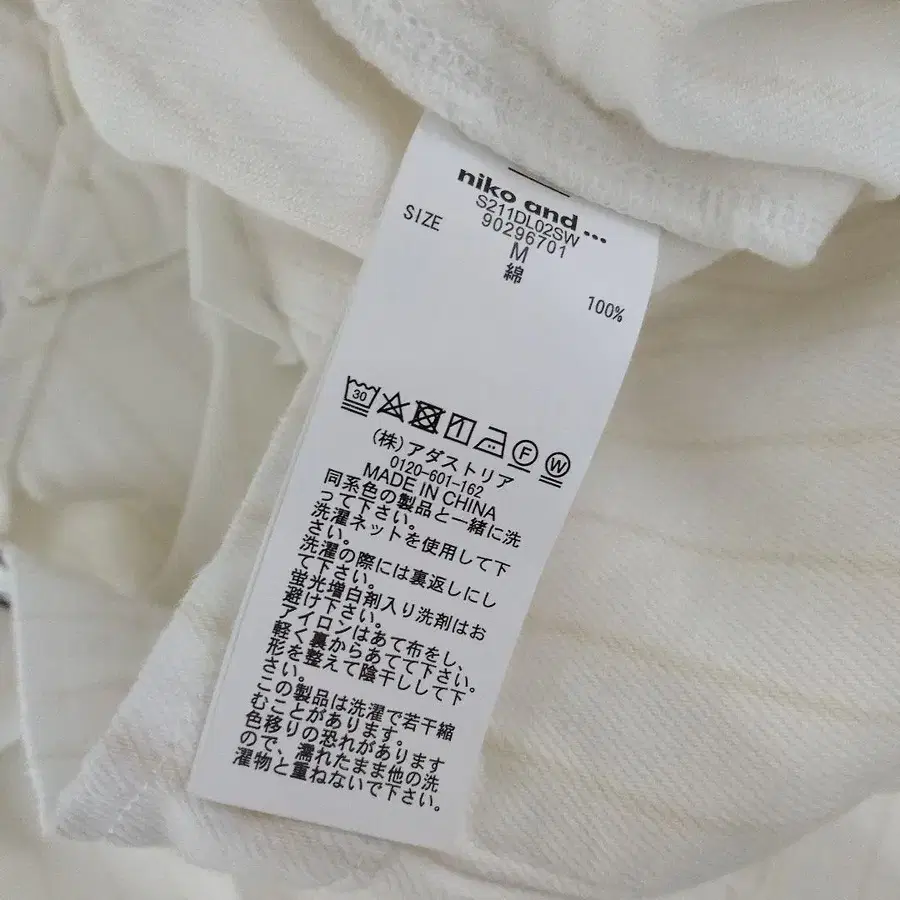 niko and ...
S211DL02SW
90296701
SIZE
M
綿
100%
30
F
W
(株)アダストリア
0120-601-162
MADE IN CHINA
同系色の製品と一緒に洗
って下さい。
洗濯ネットを使用して下
さい。
洗濯の際には裏返しにし
て下さい。
蛍光増白剤入り洗剤はお
避け下さい。
アイロンはあて布をし、
軽く裏からあてて下さい。
形を整えて陰干しして下
さい。
この製品は洗濯で若干縮
むことがあります。
色移りの恐れがあります
ので、濡れたまま他の洗
濯物と重ねないで下さい。